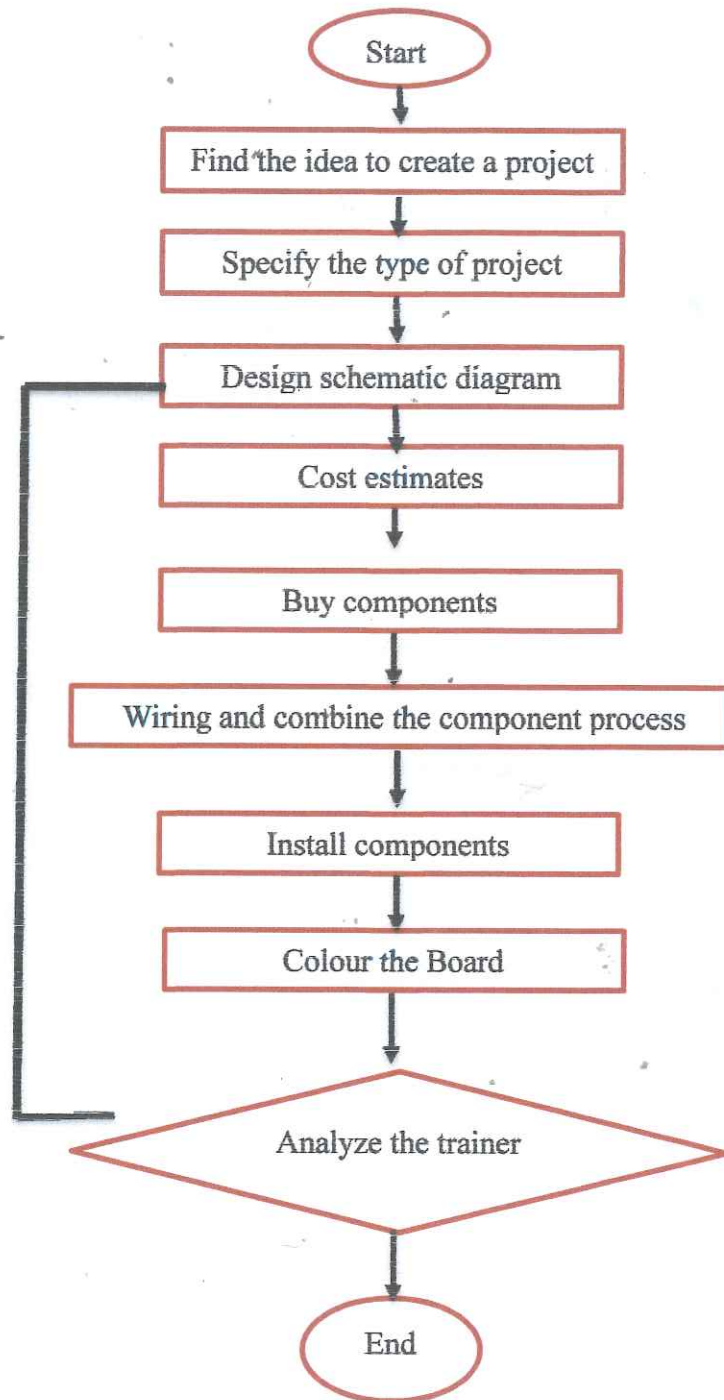 Start
Find the idea to create a project
Specify the type of project
Design schematic diagram
Cost estimates
Buy components
Wiring and combine the component process
Install components
Colour the Board
Analyze the trainer
End